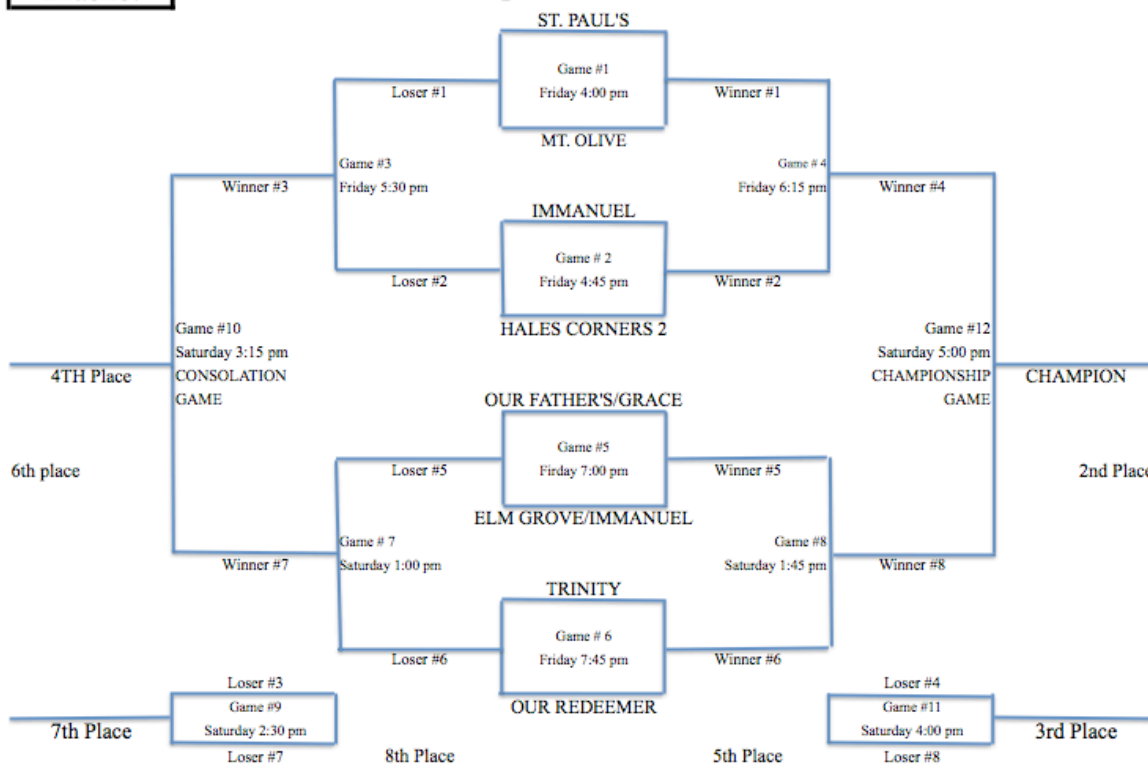 ST. PAUL'S
Game #1
Friday 4:00 pm
Loser #1
Winner #1
MT. OLIVE
Game #3
Friday 5:30 pm
Game # 4
Friday 6:15 pm
Winner #3
Winner #4
IMMANUEL
Game # 2
Friday 4:45 pm
Loser #2
Winner #2
HALES CORNERS 2
Game #10
Saturday 3:15 pm
CONSOLATION
GAME
Game #12
Saturday 5:00 pm
CHAMPIONSHIP
GAME
4TH Place
CHAMPION
OUR FATHER'S/GRACE
Game #5
Firday 7:00 pm
6th place
Loser #5
Winner #5
2nd Place
ELM GROVE/IMMANUEL
Game # 7
Saturday 1:00 pm
Game #8
Saturday 1:45 pm
Winner #7
Winner #8
TRINITY
Game # 6
Friday 7:45 pm
Loser #6
Winner #6
OUR REDEEMER
Loser #3
Game #9
Saturday 2:30 pm
Loser #7
7th Place
8th Place
5th Place
Loser #4
Game #11
Saturday 4:00 pm
Loser #8
3rd Place